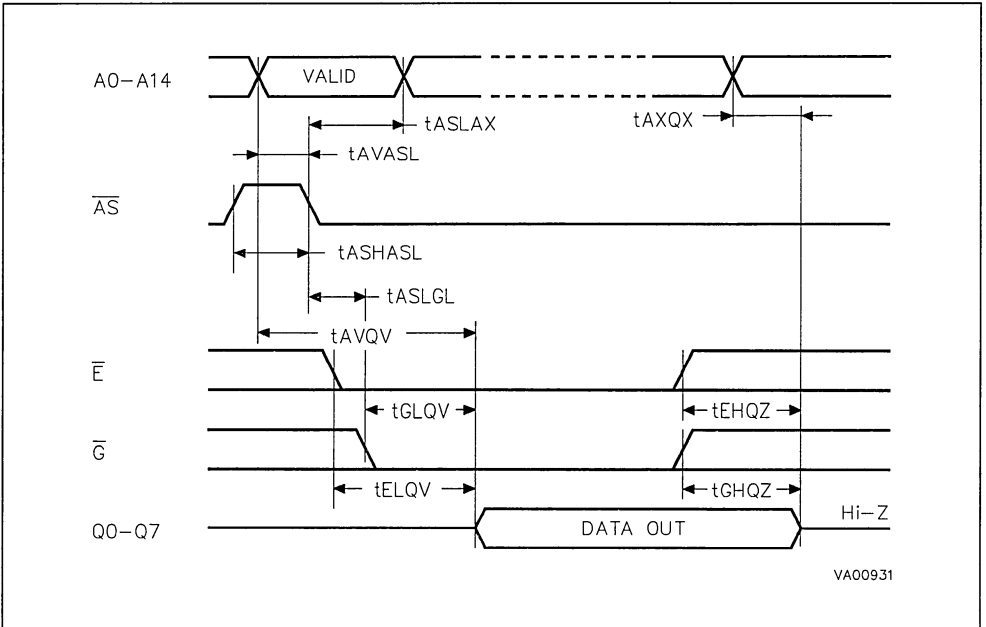 A0-A14
VALID
tASLAX
tAXQX
tAVASL
AS
tASHASL
tASLGL
tAVQV
E
tGLQV
tEHQZ
G
tELQV
tGHQZ
Q0-Q7
DATA OUT
Hi-Z
VA00931